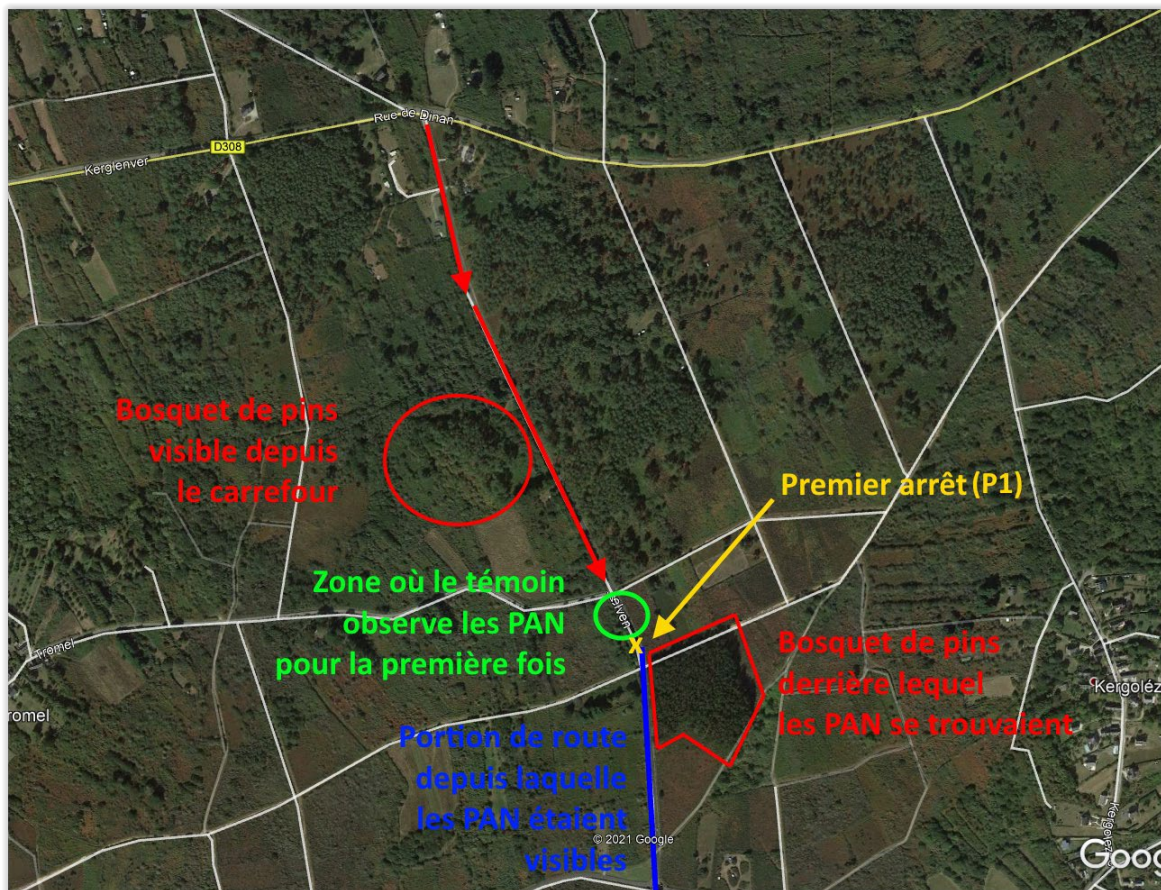 Rue de Dinan
D308
Kerglenver
Bosquet de pins
visible depuis
le carrefour
Premier arrêt (P1)
Zone où le témoin
observe les PAN
pour la première fois
elven
x
Tromel
romel
Bosquet de pins
derrière lequel
les PAN se trouvaient
Kergoléz
Portion de route
depuis laquelle
les PAN étaient
visibles
© 2021 Google
Goog